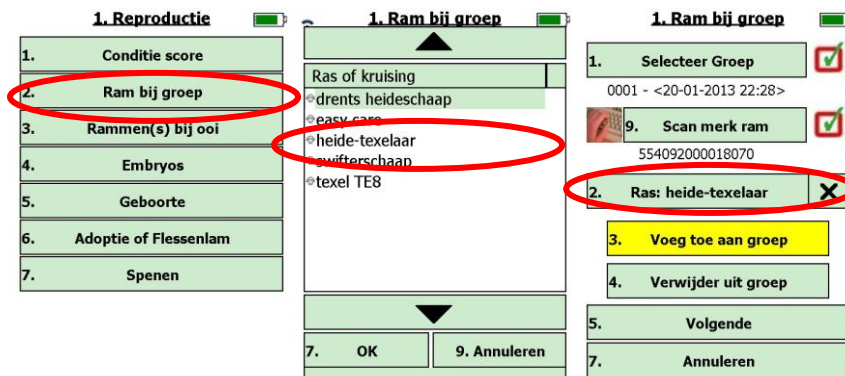 1. Reproductie
1. Conditie score
2. Ram bij groep
3. Rammen(s) bij ooi
4. Embryos
5. Geboorte
6. Adoptie of Flessenlam
7. Spenen
1. Ram bij groep
Ras of kruising
drents heideschaap
easy care
heide-texelaar
swifterschaap
texel TE8
7. OK
9. Annuleren
1. Ram bij groep
1. Selecteer Groep
0001 - <20-01-2013 22:28>
9. Scan merk ram
554092000018070
2. Ras: heide-texelaar
3. Voeg toe aan groep
4. Verwijder uit groep
5. Volgende
7. Annuleren